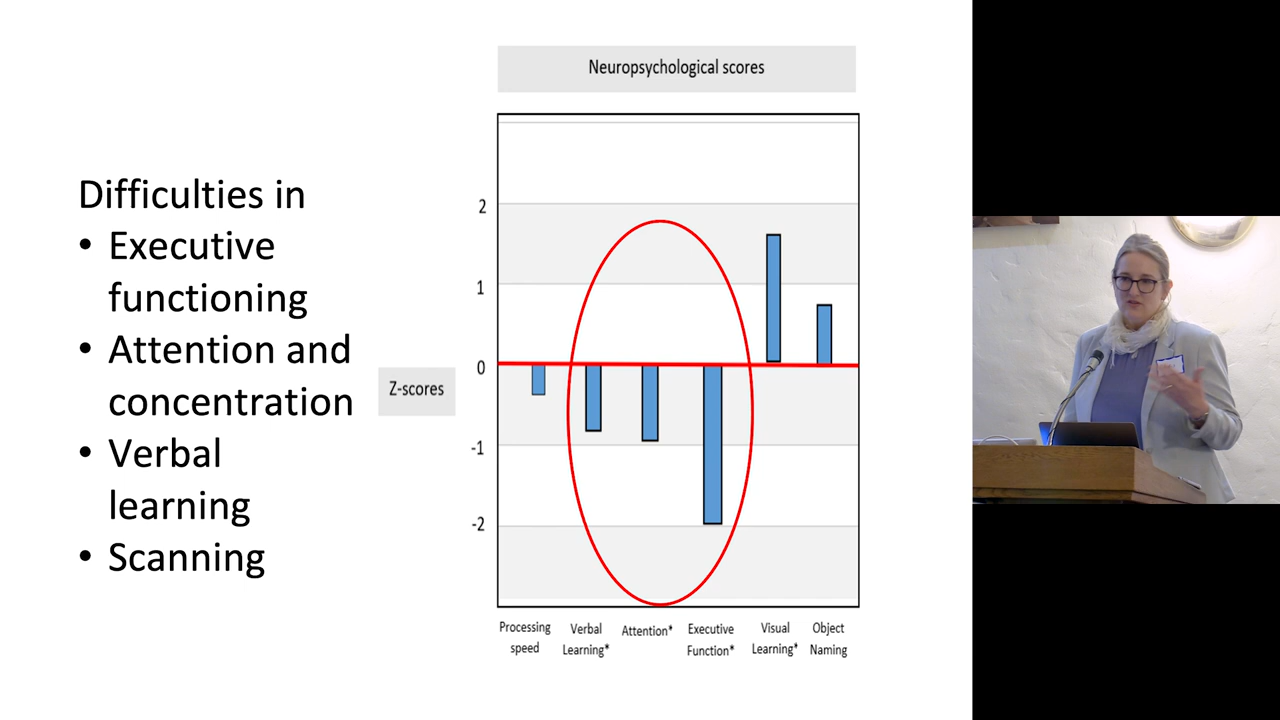 Neuropsychological scores
Difficulties in
• Executive
functioning
• Attention and
concentration
• Verbal
learning
• Scanning
Z-scores
2
1
0
-1
-2
Processing
speed
Verbal
Learning*
Attention*
Executive
Function*
Visual
Learning*
Object
Naming